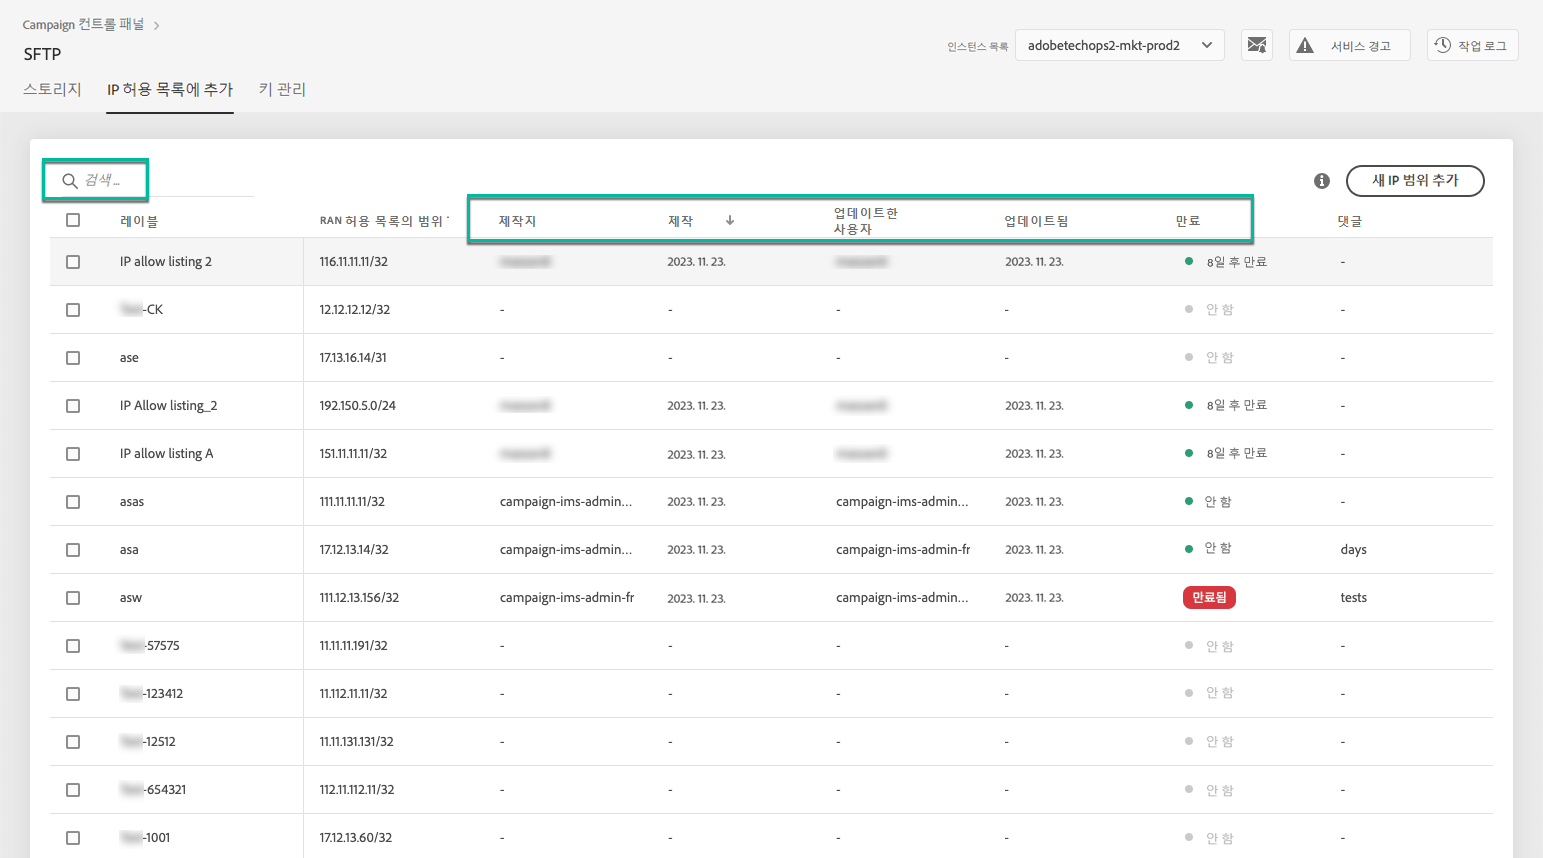 Campaign 컨트롤 패널
SFTP
인스턴스 목록 adobetechops2-mkt-prod2 서비스 경고 작업 로그
스토리지 IP 허용 목록에 추가 키 관리
검색... 새 IP 범위 추가
레이블 RAN 허용 목록의 범위 제작지 제작 업데이트한 사용자 업데이트됨 만료 댓글
IP allow listing 2 116.11.11.11/32 2023. 11. 23. 2023. 11. 23. 8일 후 만료 -
-CK 12.12.12.12/32 - - - - 안 함 -
ase 17.13.16.14/31 - - - - 안 함 -
IP Allow listing_2 192.150.5.0/24 2023. 11. 23. 2023. 11. 23. 8일 후 만료 -
IP allow listing A 151.11.11.11/32 2023. 11. 23. 2023. 11. 23. 8일 후 만료 -
asas 111.11.11.11/32 campaign-ims-admin... 2023. 11. 23. campaign-ims-admin... 2023. 11. 23. 안 함 -
asa 17.12.13.14/32 campaign-ims-admin... 2023. 11. 23. campaign-ims-admin-fr 2023. 11. 23. 안 함 days
asw 111.12.13.156/32 campaign-ims-admin-fr 2023. 11. 23. campaign-ims-admin... 2023. 11. 23. 만료됨 tests
-57575 11.11.11.191/32 - - - - 안 함 -
-123412 11.112.11.11/32 - - - - 안 함 -
-12512 11.11.131.131/32 - - - - 안 함 -
-654321 112.11.112.11/32 - - - - 안 함 -
-1001 17.12.13.60/32 - - - - 안 함 -